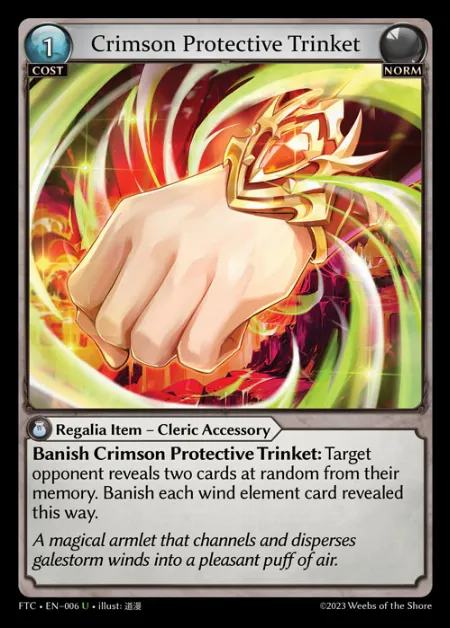 1
Crimson Protective Trinket
COST
NORM
Regalia Item – Cleric Accessory
Banish Crimson Protective Trinket: Target
opponent reveals two cards at random from their
memory. Banish each wind element card revealed
this way.
A magical armlet that channels and disperses
galestorm winds into a pleasant puff of air.
FTC • EN-006 U • illust: 道漫
©2023 Weebs of the Shore